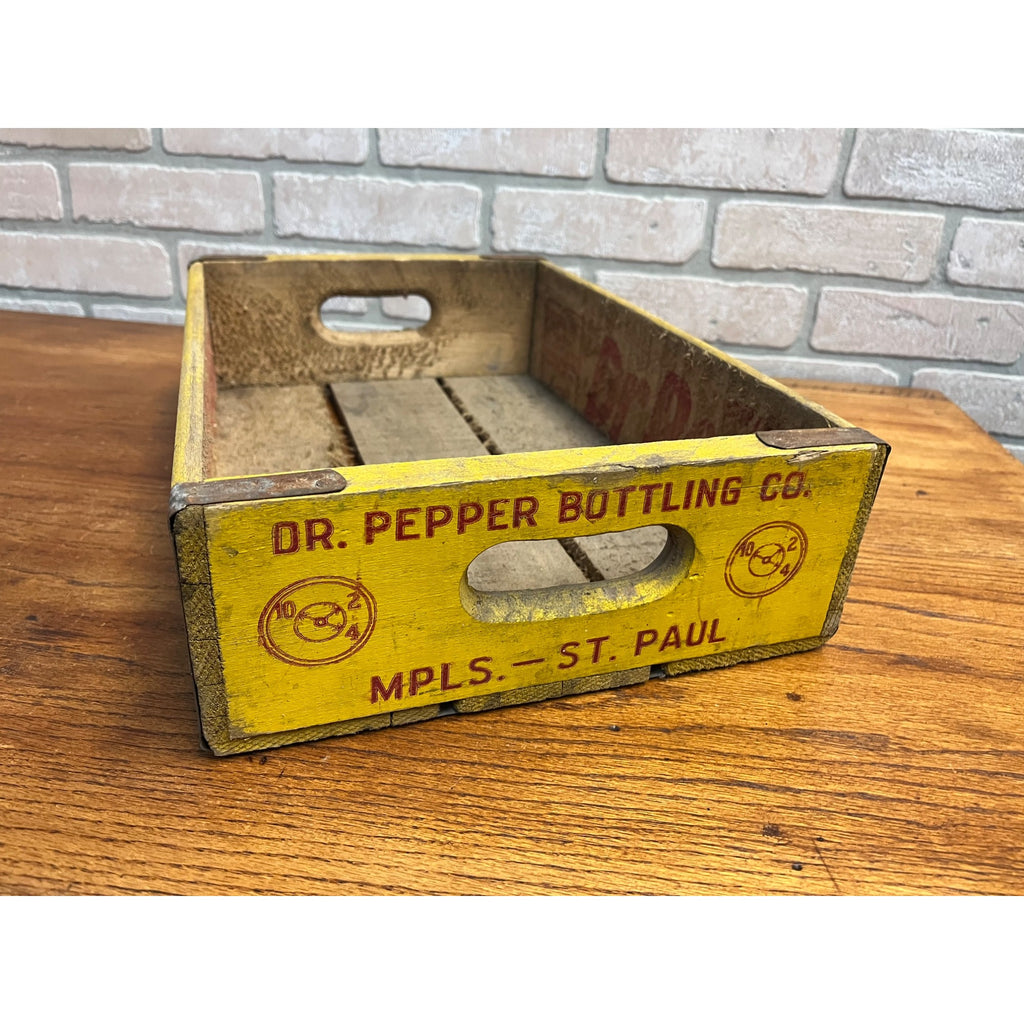 DR. PEPPER BOTTLING CO.
10 2 4
10 2 4
MPLS. — ST. PAUL